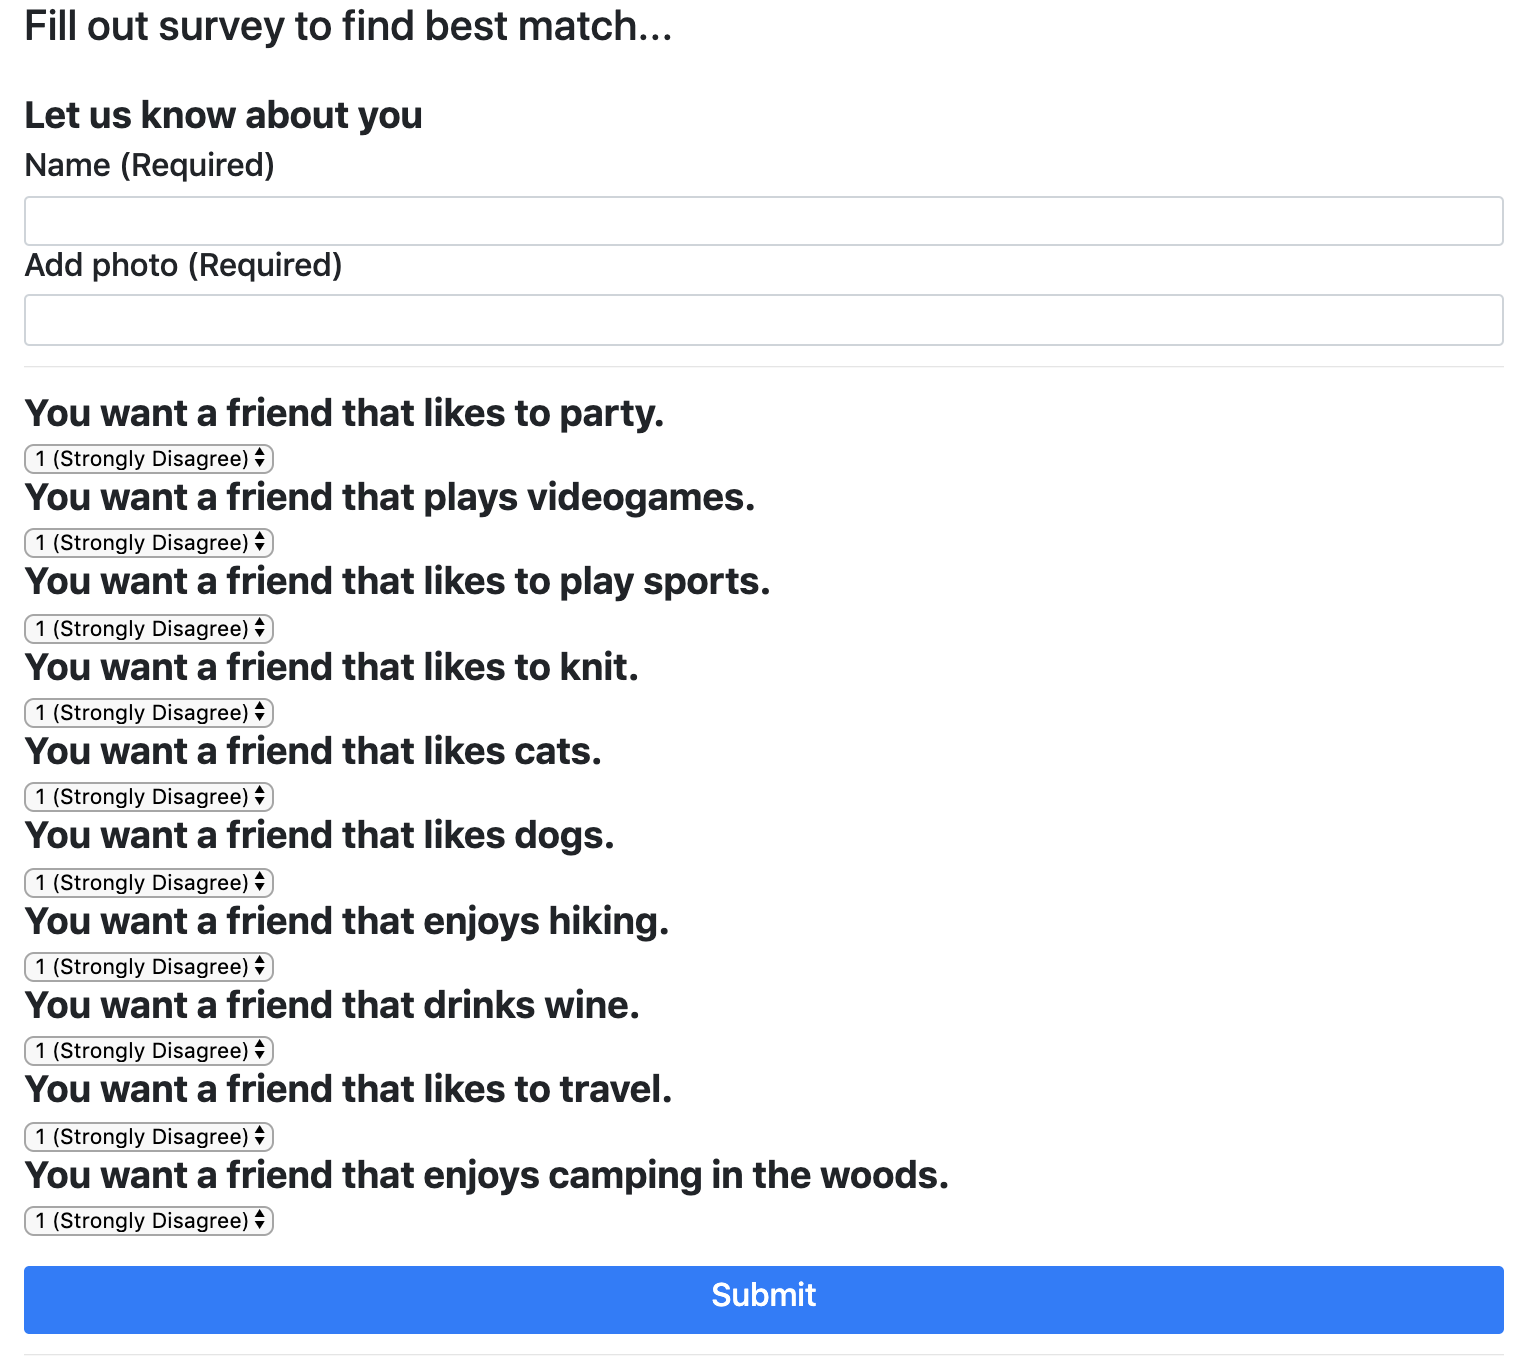 Fill out survey to find best match...
Let us know about you
Name (Required)
Add photo (Required)
You want a friend that likes to party.
1 (Strongly Disagree)
You want a friend that plays videogames.
1 (Strongly Disagree)
You want a friend that likes to play sports.
1 (Strongly Disagree)
You want a friend that likes to knit.
1 (Strongly Disagree)
You want a friend that likes cats.
1 (Strongly Disagree)
You want a friend that likes dogs.
1 (Strongly Disagree)
You want a friend that enjoys hiking.
1 (Strongly Disagree)
You want a friend that drinks wine.
1 (Strongly Disagree)
You want a friend that likes to travel.
1 (Strongly Disagree)
You want a friend that enjoys camping in the woods.
1 (Strongly Disagree)
Submit